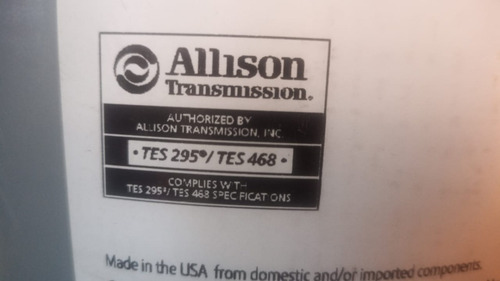 Allison
Transmission®
AUTHORIZED BY
ALLISON TRANSMISSION, INC
• TES 295®/ TES 468 •
COMPLIES WITH
TES 295®/ TES 468 SPECIFICATIONS
Made in the USA from domestic and/or imported components.